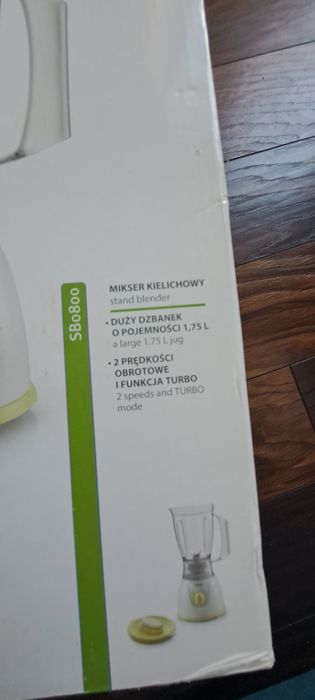 SB0800
MIKSER KIELICHOWY
stand blender
• DUŻY DZBANEK
O POJEMNOŚCI 1,75 L
a large 1.75 L jug
• 2 PRĘDKOŚCI
OBROTOWE
I FUNKCJA TURBO
2 speeds and TURBO
mode